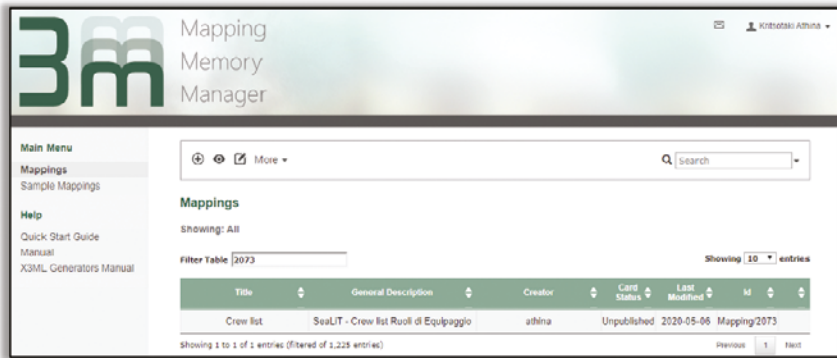 3m
Mapping
Memory
Manager
Kritsotaki Athina
Main Menu
Mappings
Sample Mappings
Help
Quick Start Guide
Manual
X3ML Generators Manual
More
Search
Mappings
Showing: All
Filter Table 2073
Showing 10 entries
Title General Description Creator Card Status Last Modified Id
Crew list SeaLIT - Crew list Ruoli di Equipaggio athina Unpublished 2020-05-06 Mapping/2073
Showing 1 to 1 of 1 entries (filtered of 1,225 entries)
Previous 1 Next